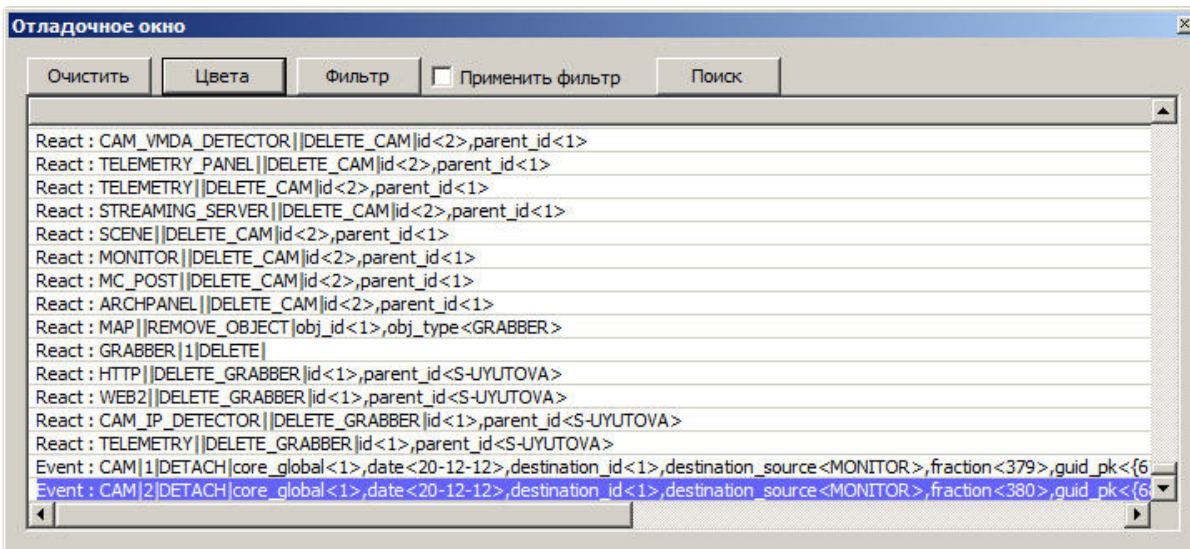 Отладочное окно
Очистить Цвета Фильтр Применить фильтр Поиск
React : CAM_VMDA_DETECTOR||DELETE_CAM|id<2>,parent_id<1>
React : TELEMETRY_PANEL||DELETE_CAM|id<2>,parent_id<1>
React : TELEMETRY||DELETE_CAM|id<2>,parent_id<1>
React : STREAMING_SERVER||DELETE_CAM|id<2>,parent_id<1>
React : SCENE||DELETE_CAM|id<2>,parent_id<1>
React : MONITOR||DELETE_CAM|id<2>,parent_id<1>
React : MC_POST||DELETE_CAM|id<2>,parent_id<1>
React : ARCHPANEL||DELETE_CAM|id<2>,parent_id<1>
React : MAP||REMOVE_OBJECT|obj_id<1>,obj_type<GRABBER>
React : GRABBER|1|DELETE|
React : HTTP||DELETE_GRABBER|id<1>,parent_id<S-UYUTOVA>
React : WEB2||DELETE_GRABBER|id<1>,parent_id<S-UYUTOVA>
React : CAM_IP_DETECTOR||DELETE_GRABBER|id<1>,parent_id<S-UYUTOVA>
React : TELEMETRY||DELETE_GRABBER|id<1>,parent_id<S-UYUTOVA>
Event : CAM|1|DETACH|core_global<1>,date<20-12-12>,destination_id<1>,destination_source<MONITOR>,fraction<379>,guid_pk<{6
Event : CAM|2|DETACH|core_global<1>,date<20-12-12>,destination_id<1>,destination_source<MONITOR>,fraction<380>,guid_pk<{6